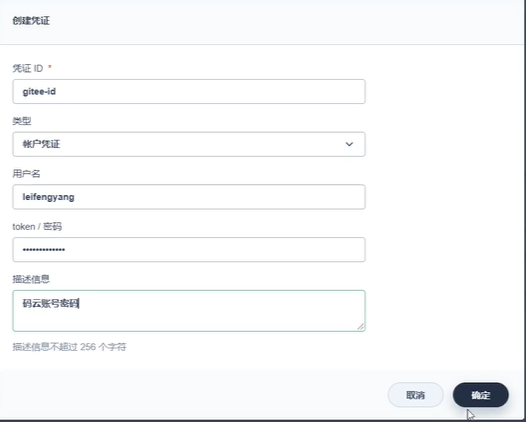 创建凭证
凭证 ID *
gitee-id
类型
帐户凭证
用户名
leifengyang
token / 密码
•••••••••••••
描述信息
码云账号密码
描述信息不超过 256 个字符
取消
确定